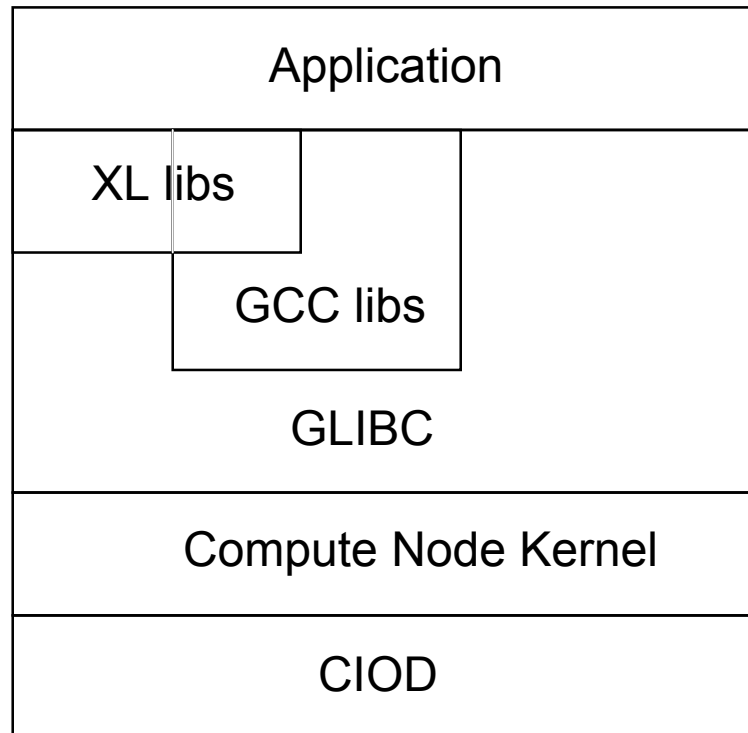 Application
XL libs
GCC libs
GLIBC
Compute Node Kernel
CIOD